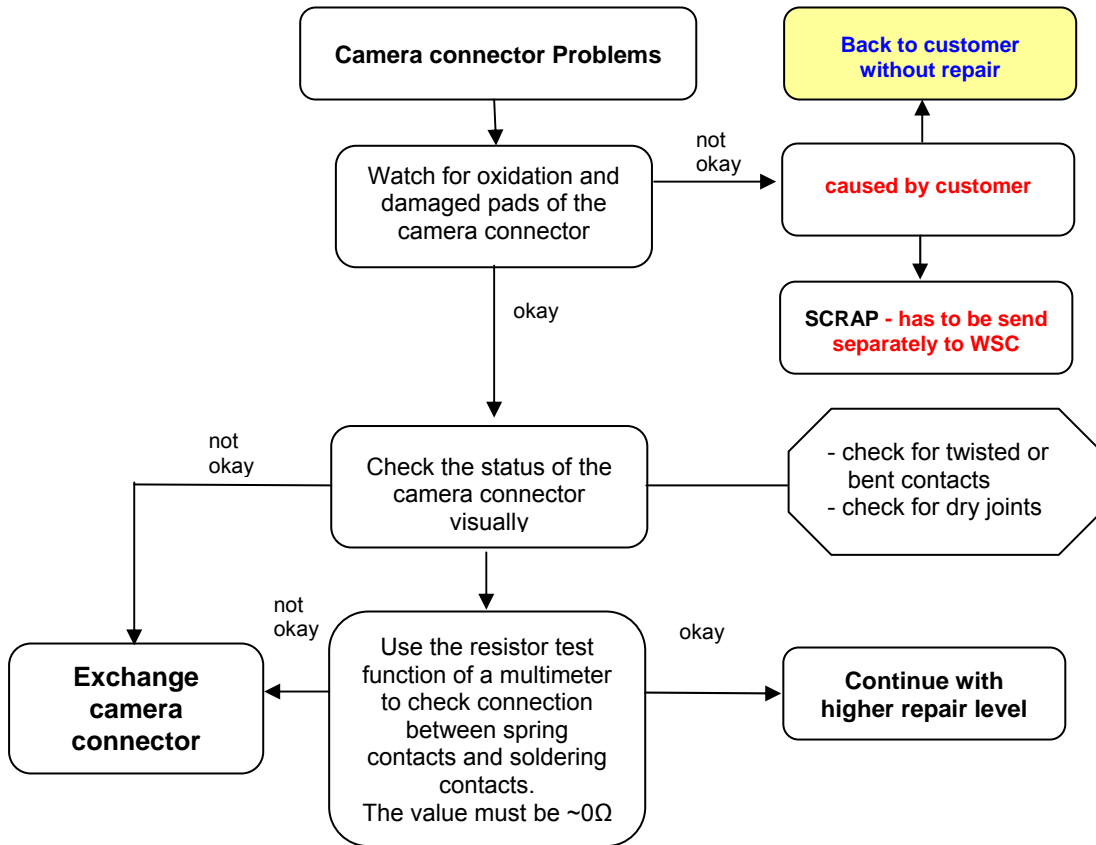 Camera connector Problems
Back to customer
without repair
Watch for oxidation and
damaged pads of the
camera connector
not
okay
caused by customer
okay
SCRAP - has to be send
separately to WSC
not
okay
Check the status of the
camera connector
visually
- check for twisted or
bent contacts
- check for dry joints
not
okay
Use the resistor test
function of a multimeter
to check connection
between spring
contacts and soldering
contacts.
The value must be ~0Ω
okay
Exchange
camera
connector
Continue with
higher repair level